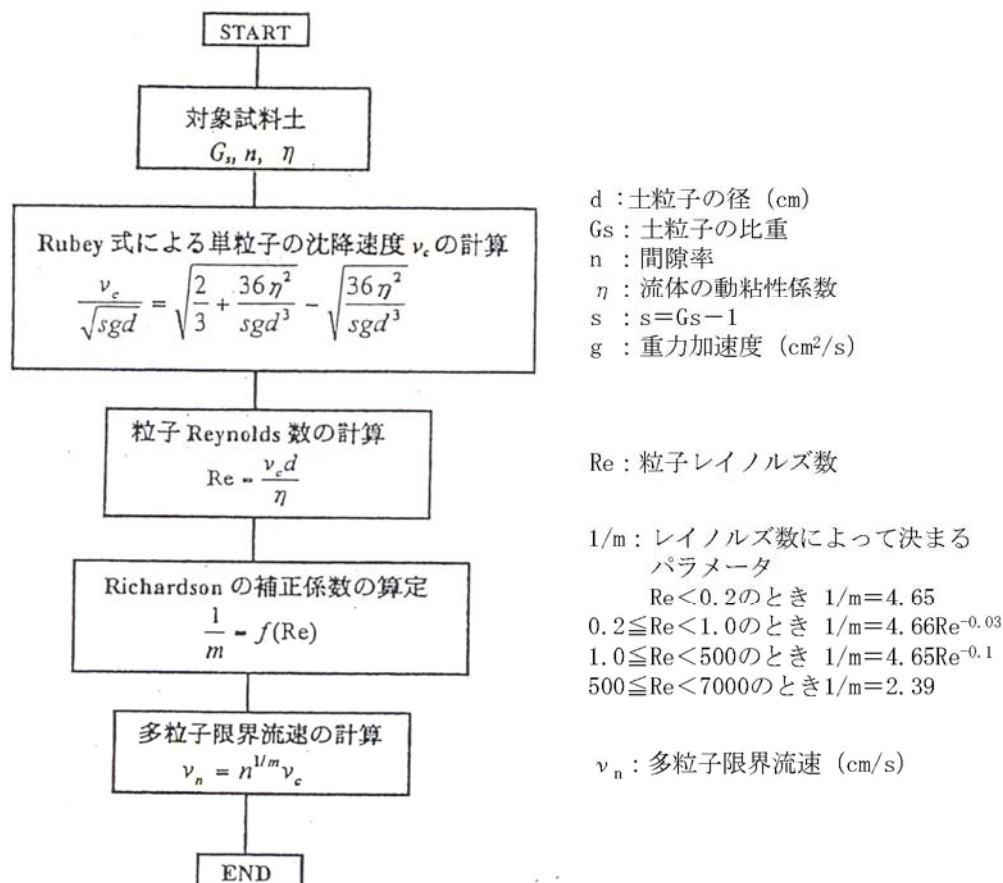 START
対象試料土
Gs, n, η
Rubey 式による単粒子の沈降速度 νc の計算
νc/√sgd = √(2/3 + 36η²/sgd³) − √(36η²/sgd³)
粒子 Reynolds 数の計算
Re = νc d/η
Richardson の補正係数の算定
1/m = f(Re)
多粒子限界流速の計算
νn = n^1/m νc
END
d：土粒子の径（cm）
Gs：土粒子の比重
n：間隙率
η：流体の動粘性係数
s：s＝Gs－1
g：重力加速度（cm²/s）
Re：粒子レイノルズ数
1/m：レイノルズ数によって決まる
パラメータ
Re＜0.2のとき 1/m＝4.65
0.2≦Re＜1.0のとき 1/m＝4.66Re^-0.03
1.0≦Re＜500のとき 1/m＝4.65Re^-0.1
500≦Re＜7000のとき1/m＝2.39
νn：多粒子限界流速（cm/s）